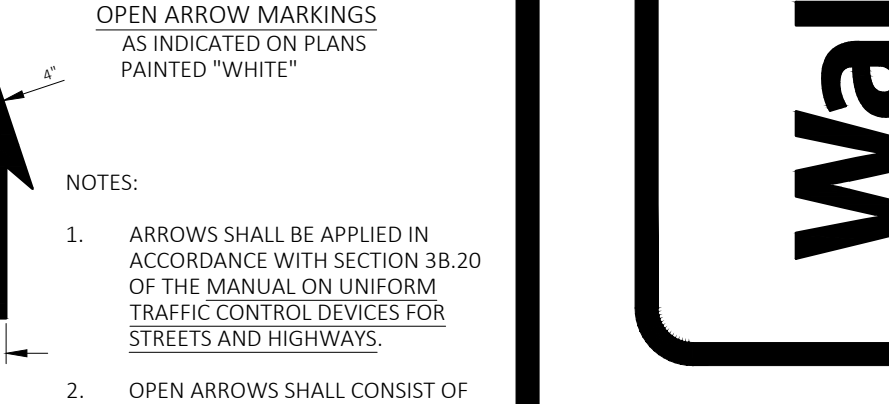 OPEN ARROW MARKINGS
AS INDICATED ON PLANS
PAINTED "WHITE"
4"
NOTES:
1. ARROWS SHALL BE APPLIED IN
ACCORDANCE WITH SECTION 3B.20
OF THE MANUAL ON UNIFORM
TRAFFIC CONTROL DEVICES FOR
STREETS AND HIGHWAYS.
2. OPEN ARROWS SHALL CONSIST OF
Wal